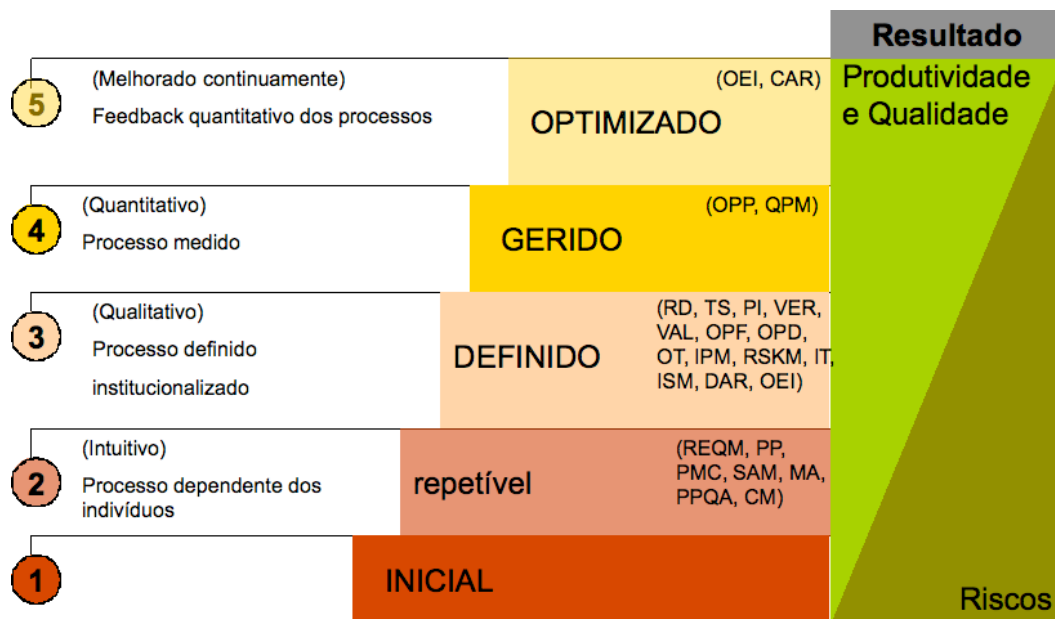 Resultado
Produtividade
e Qualidade
5
(Melhorado continuamente)
Feedback quantitativo dos processos
(OEI, CAR)
OPTIMIZADO
4
(Quantitativo)
Processo medido
(OPP, QPM)
GERIDO
3
(Qualitativo)
Processo definido
institucionalizado
DEFINIDO
(RD, TS, PI, VER,
VAL, OPF, OPD,
OT, IPM, RSKM, IT,
ISM, DAR, OEI)
2
(Intuitivo)
Processo dependente dos
indivíduos
repetível
(REQM, PP,
PMC, SAM, MA,
PPQA, CM)
1
INICIAL
Riscos